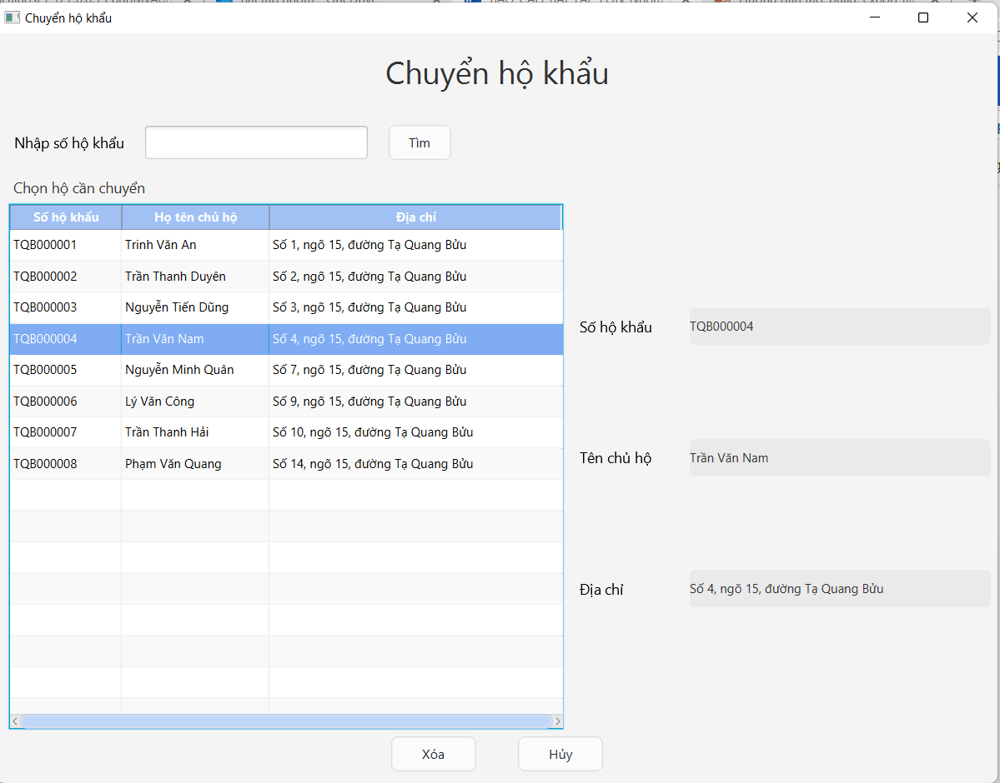 Chuyển hộ khẩu
Chuyển hộ khẩu
Nhập số hộ khẩu Tìm
Chọn hộ cần chuyển
Số hộ khẩu Họ tên chủ hộ Địa chỉ
TQB000001 Trinh Văn An Số 1, ngõ 15, đường Tạ Quang Bửu
TQB000002 Trần Thanh Duyên Số 2, ngõ 15, đường Tạ Quang Bửu
TQB000003 Nguyễn Tiến Dũng Số 3, ngõ 15, đường Tạ Quang Bửu
TQB000004 Trần Văn Nam Số 4, ngõ 15, đường Tạ Quang Bửu
TQB000005 Nguyễn Minh Quân Số 7, ngõ 15, đường Tạ Quang Bửu
TQB000006 Lý Văn Công Số 9, ngõ 15, đường Tạ Quang Bửu
TQB000007 Trần Thanh Hải Số 10, ngõ 15, đường Tạ Quang Bửu
TQB000008 Phạm Văn Quang Số 14, ngõ 15, đường Tạ Quang Bửu
Số hộ khẩu TQB000004
Tên chủ hộ Trần Văn Nam
Địa chỉ Số 4, ngõ 15, đường Tạ Quang Bửu
Xóa Hủy